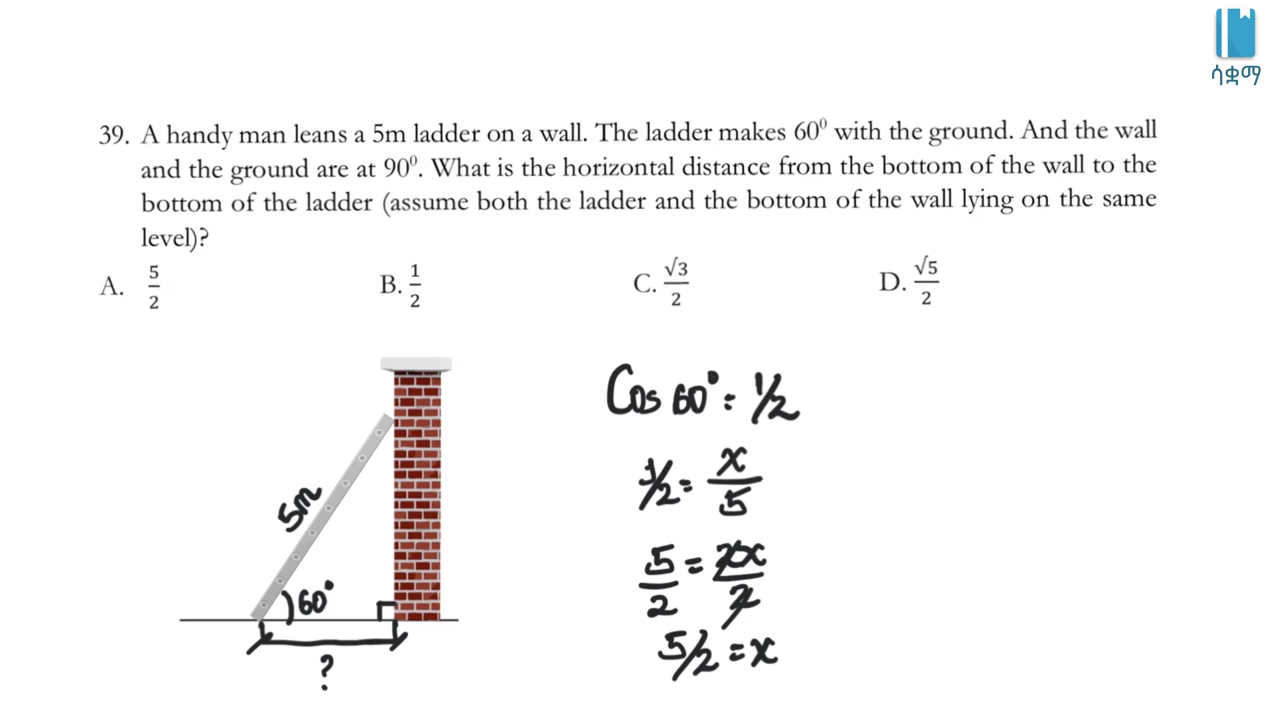 ሳቋማ
39. A handy man leans a 5m ladder on a wall. The ladder makes 60⁰ with the ground. And the wall
and the ground are at 90⁰. What is the horizontal distance from the bottom of the wall to the
bottom of the ladder (assume both the ladder and the bottom of the wall lying on the same
level)?
A. 5/2 B. 1/2 C. √3/2 D. √5/2
Cos 60° = 1/2
1/2 = x/5
5m
5/2 = 2x/2
60°
5/2 = x
?